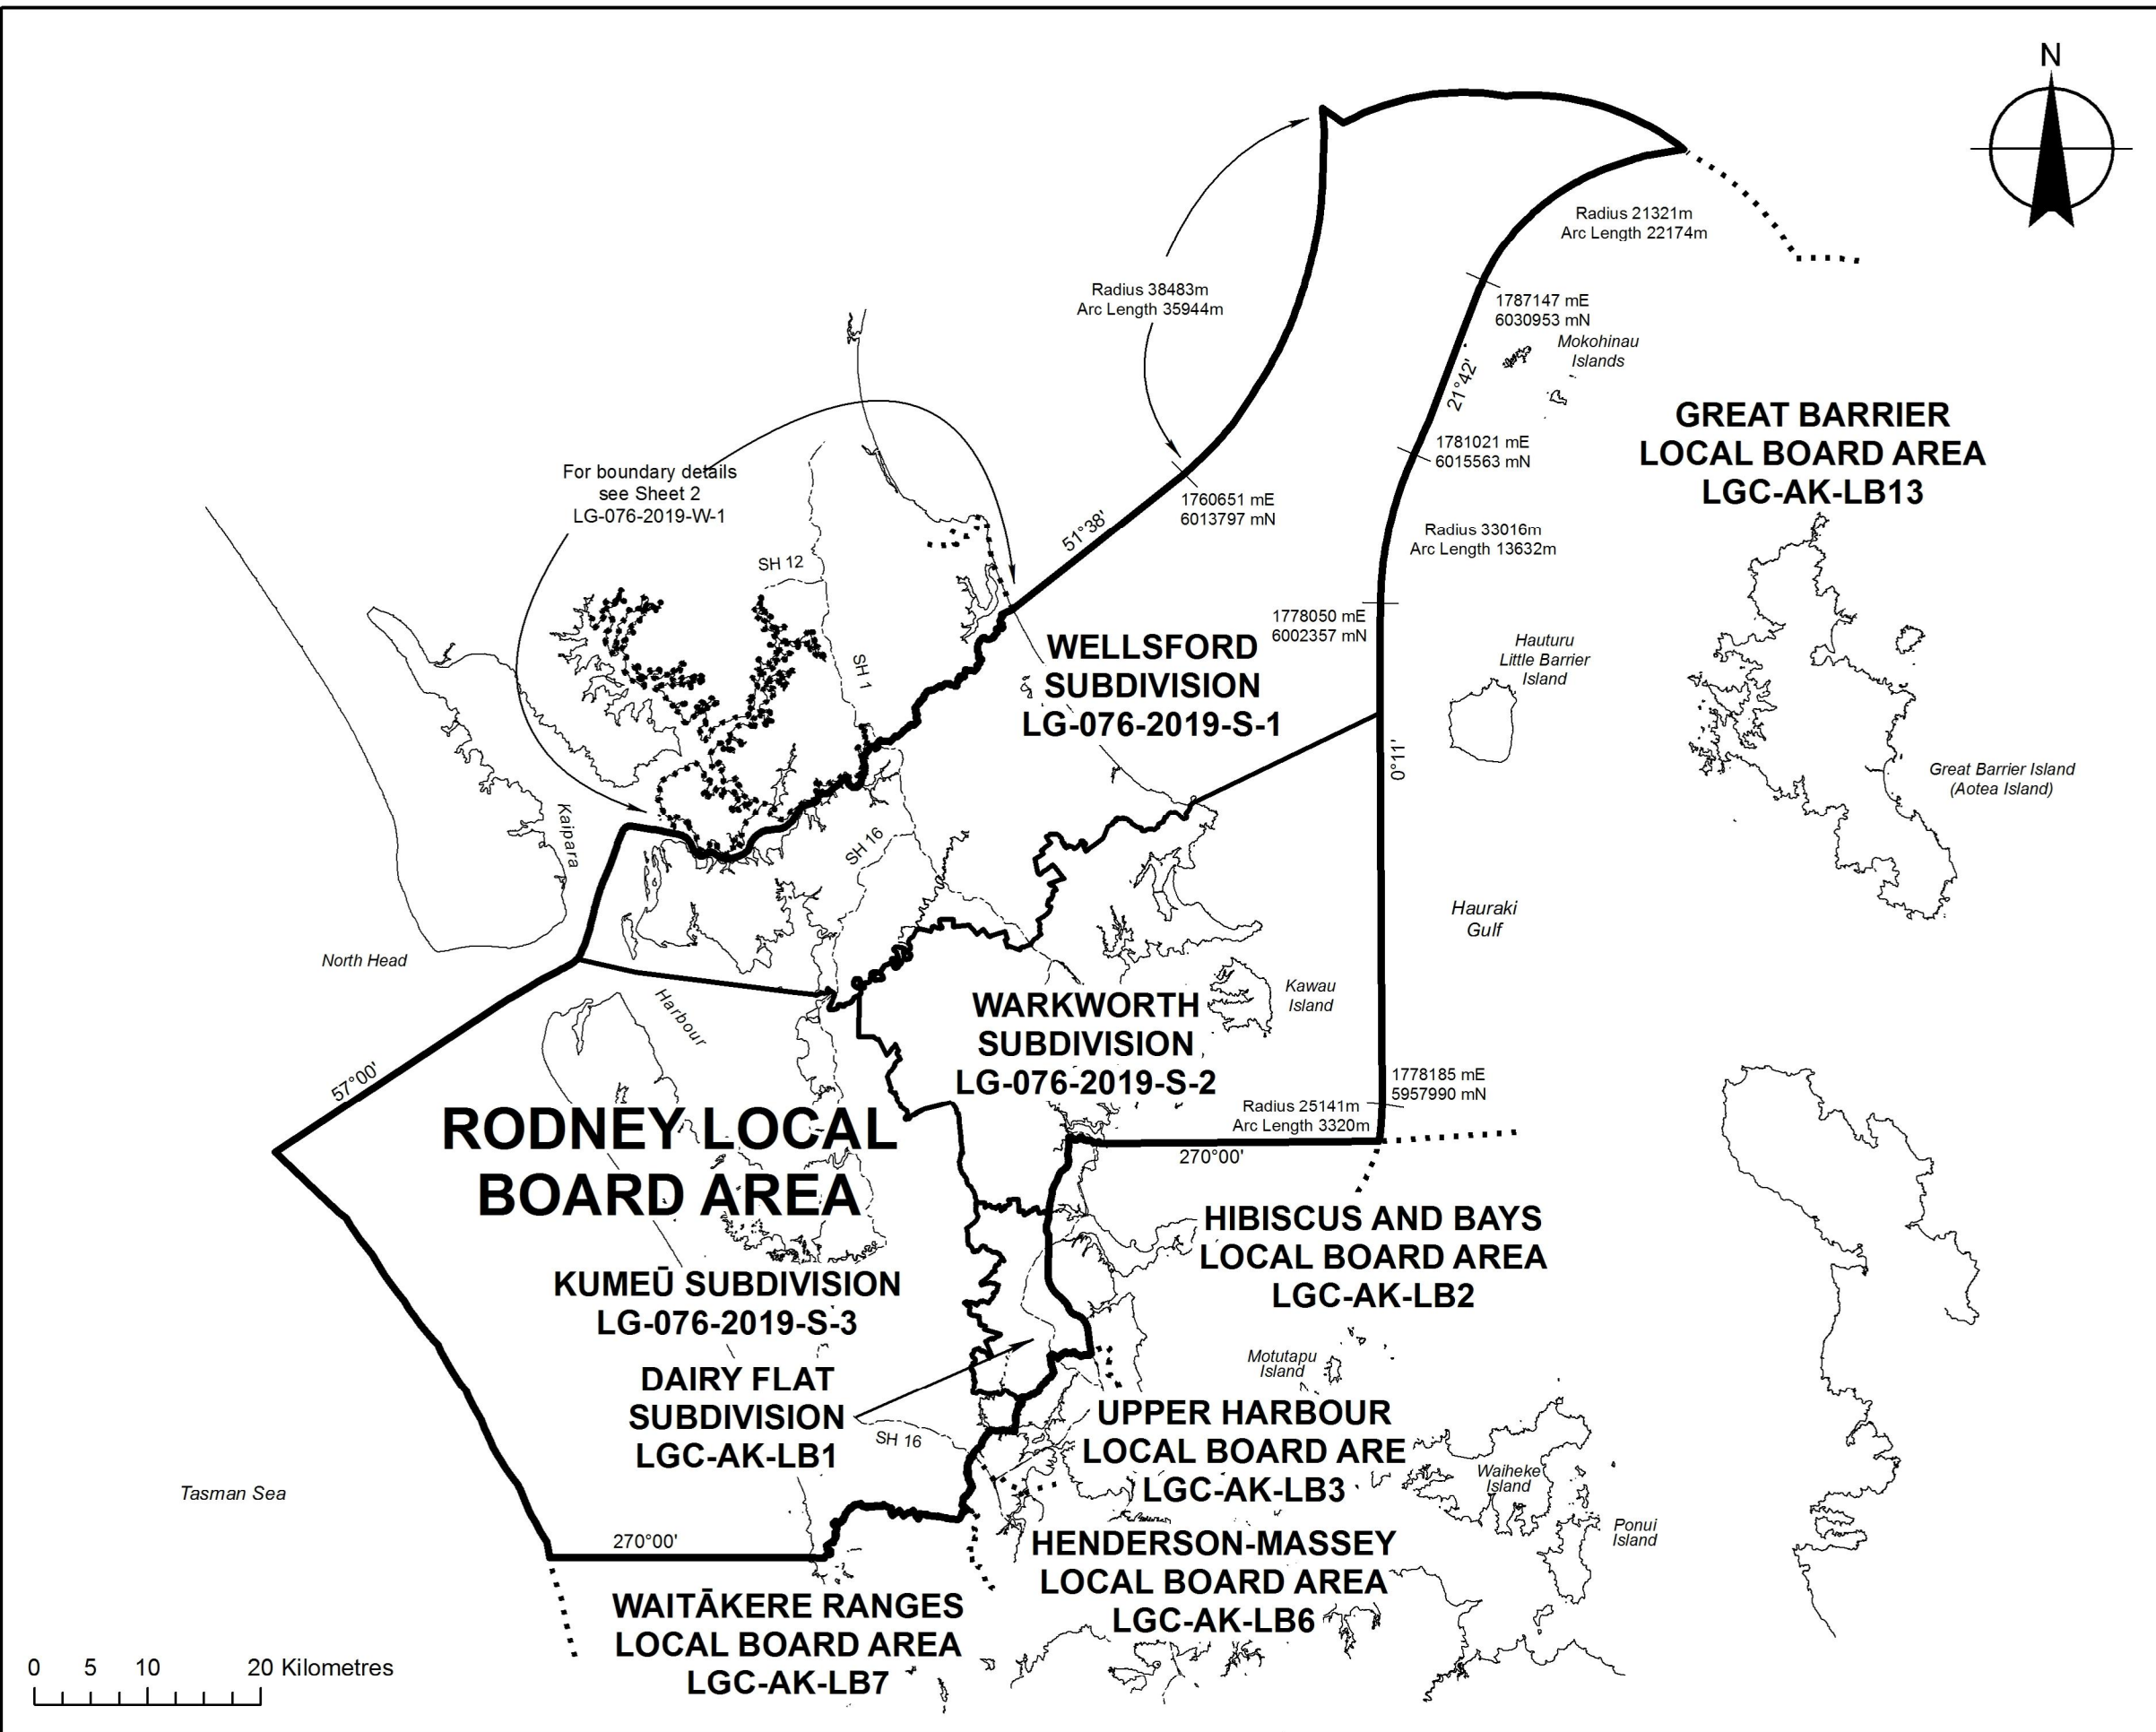 N
Radius 21321m
Arc Length 22174m
Radius 38483m
Arc Length 35944m
1787147 mE
6030953 mN
Mokohinau
Islands
21°42'
GREAT BARRIER
LOCAL BOARD AREA
LGC-AK-LB13
1781021 mE
6015563 mN
For boundary details
see Sheet 2
LG-076-2019-W-1
1760651 mE
6013797 mN
51°38'
Radius 33016m
Arc Length 13632m
SH 12
1778050 mE
6002357 mN
WELLSFORD
SUBDIVISION
LG-076-2019-S-1
Hauturu
Little Barrier
Island
SH 1
0°11'
Great Barrier Island
(Aotea Island)
Kaipara
SH 16
Hauraki
Gulf
North Head
Harbour
Kawau
Island
WARKWORTH
SUBDIVISION
LG-076-2019-S-2
57°00'
1778185 mE
5957990 mN
Radius 25141m
Arc Length 3320m
RODNEY LOCAL
BOARD AREA
270°00'
HIBISCUS AND BAYS
LOCAL BOARD AREA
LGC-AK-LB2
KUMEŪ SUBDIVISION
LG-076-2019-S-3
Motutapu
Island
DAIRY FLAT
SUBDIVISION
LGC-AK-LB1
SH 16
UPPER HARBOUR
LOCAL BOARD ARE
LGC-AK-LB3
Waiheke
Island
Tasman Sea
Ponui
Island
270°00'
HENDERSON-MASSEY
LOCAL BOARD AREA
LGC-AK-LB6
WAITĀKERE RANGES
LOCAL BOARD AREA
LGC-AK-LB7
0 5 10 20 Kilometres